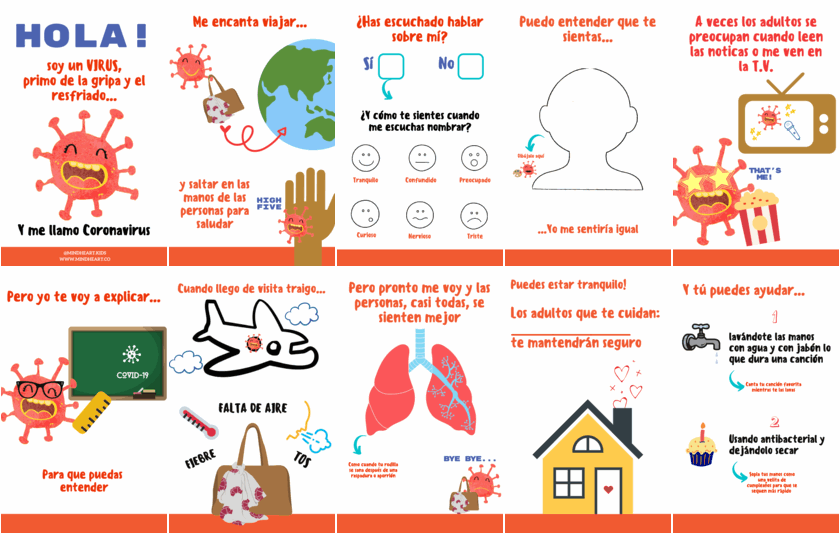 HOLA!
soy un VIRUS,
primo de la gripa y el
resfriado...
Y me llamo Coronavirus
@MINDHEART.KIDS
WWW.MINDHEART.CO
Me encanta viajar...
y saltar en las
manos de las
personas para
saludar
HIGH
FIVE
¿Has escuchado hablar
sobre mí?
Sí
No
¿Y cómo te sientes cuando
me escuchas nombrar?
Tranquilo
Confundido
Preocupado
Curioso
Nervioso
Triste
Puedo entender que te
sientas...
Dibújate aquí
...Yo me sentiría igual
A veces los adultos se
preocupan cuando leen
las noticas o me ven en
la T.V.
THAT'S
ME!
Pero yo te voy a explicar...
COVID-19
Para que puedas
entender
Cuando llego de visita traigo...
FALTA DE AIRE
FIEBRE
TOS
Pero pronto me voy y las
personas, casi todas, se
sienten mejor
Como cuando tu rodilla
se sana después de una
raspadura o aporrión
BYE BYE...
Puedes estar tranquilo!
Los adultos que te cuidan:
te mantendrán seguro
Y tú puedes ayudar...
1
lavándote las manos
con agua y con jabón lo
que dura una canción
Canta tu canción favorita
mientras te las lavas
2
Usando antibacterial y
dejándolo secar
Sopla tus manos como
una velita de
cumpleaños para que se
sequen más rápido